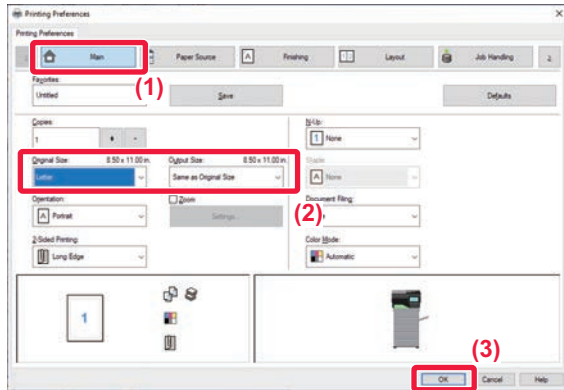 Printing Preferences
Printing Preferences
Main
Paper Source
Finishing
Layout
Job Handling
Favorites:
(1)
Untitled
Save
Defaults
Copies:
N-Up:
1
+ -
1 None
Original Size:
8.50 x 11.00 in.
Output Size:
8.50 x 11.00 in.
Staple:
Letter
Same as Original Size
A None
Orientation:
Zoom
Document Filing:
(2)
A Portrait
Settings...
2-Sided Printing:
Color Mode:
Long Edge
Automatic
1
(3)
OK
Cancel
Help